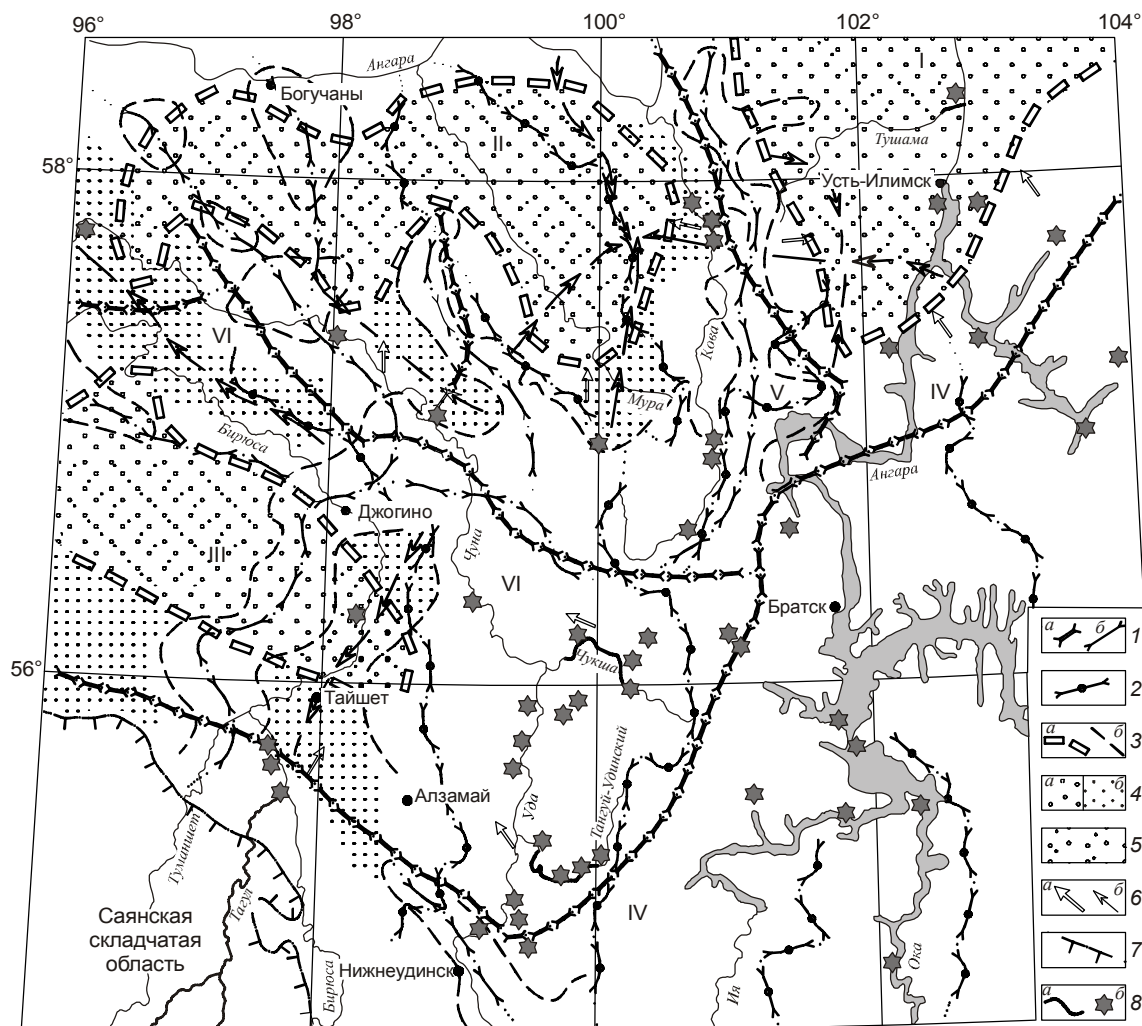 96° 98° 100° 102° 104°
Ангара
I
Богучаны
II
Тушама
58°
Усть-Илимск
Кова
VI
Мура
V
IV
Бирюса
Ангара
Джогино
III
Чуна
VI
Братск
Чукша
56°
Тайшет
Тангуй-Удинский
Уда
Алзамай
Туманшет
Тагул
Саянская
складчатая
область
IV
Нижнеудинск
Бирюса
Ия
Ока
а б 1
2
а б 3
а б 4
5
а б 6
7
а б 8